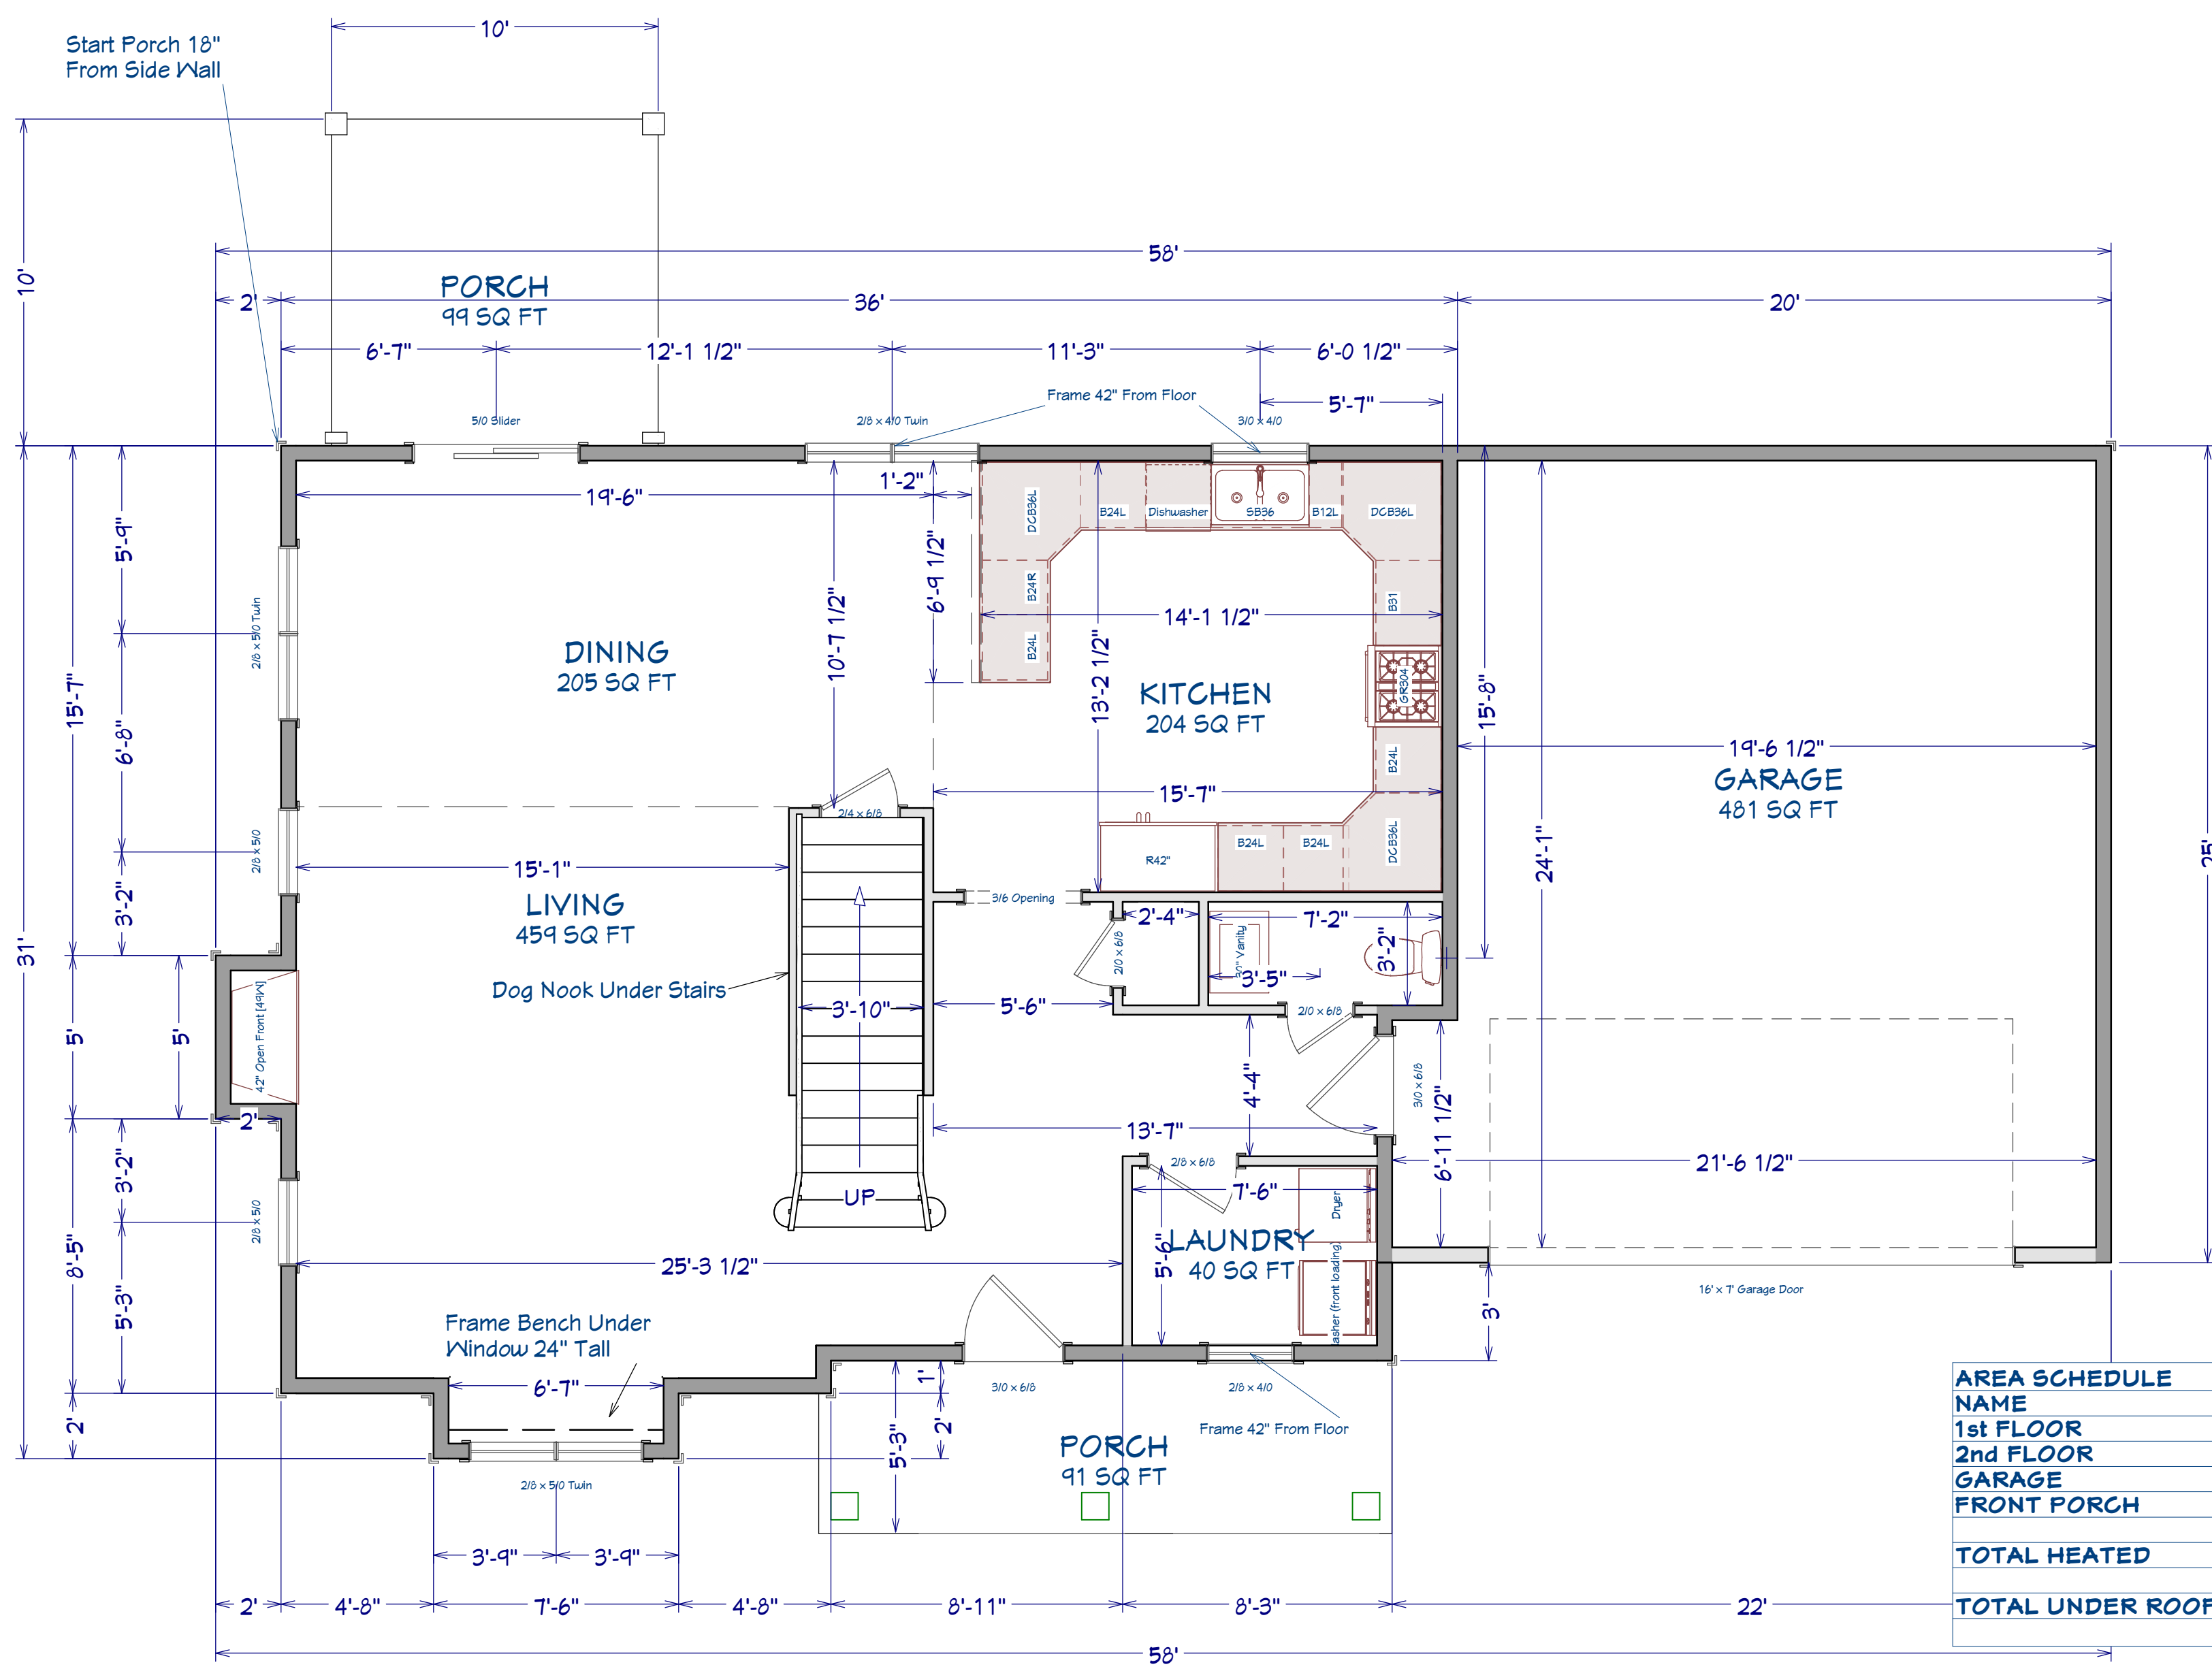 10'
Start Porch 18"
From Side Wall
10'
58'
PORCH
99 SQ FT
2'
36'
20'
6'-7"
12'-1 1/2"
11'-3"
6'-0 1/2"
Frame 42" From Floor
5'-7"
5/0 Slider
2/8 x 4/0 Twin
3/0 x 4/0
1'-2"
19'-6"
DCB36L
B24L
Dishwasher
SB36
B12L
DCB36L
5'-9"
6'-9 1/2"
10'-7 1/2"
B24R
B31
14'-1 1/2"
2/8 x 5/0 Twin
DINING
205 SQ FT
B24L
13'-2 1/2"
KITCHEN
204 SQ FT
GR304
15'-8"
15'-7"
6'-8"
19'-6 1/2"
GARAGE
481 SQ FT
B24L
15'-7"
2/4 x 6/8
24'-1"
25'
2/8 x 5/0
15'-1"
R42"
B24L
B24L
DCB36L
3'-2"
LIVING
459 SQ FT
3/6 Opening
2'-4"
7'-2"
31'
2/0 x 6/8
30" Vanity
3'-2"
3'-5"
Dog Nook Under Stairs
3'-10"
5'-6"
2/0 x 6/8
5'
5'
42" Open Front [49W]
4'-4"
3/0 x 6/8
6'-11 1/2"
2'
13'-7"
2/8 x 6/8
21'-6 1/2"
3'-2"
UP
7'-6"
Dryer
2/8 x 5/0
8'-5"
LAUNDRY
40 SQ FT
5'-6"
25'-3 1/2"
asher (front loading)
16' x 7' Garage Door
5'-3"
3'
Frame Bench Under
Window 24" Tall
6'-7"
1'
3/0 x 6/8
2/8 x 4/0
2'
2'
Frame 42" From Floor
5'-3"
PORCH
91 SQ FT
2/8 x 5/0 Twin
3'-9"
3'-9"
2'
4'-8"
7'-6"
4'-8"
8'-11"
8'-3"
22'
58'
AREA SCHEDULE
NAME
1st FLOOR
2nd FLOOR
GARAGE
FRONT PORCH
TOTAL HEATED
TOTAL UNDER ROOF